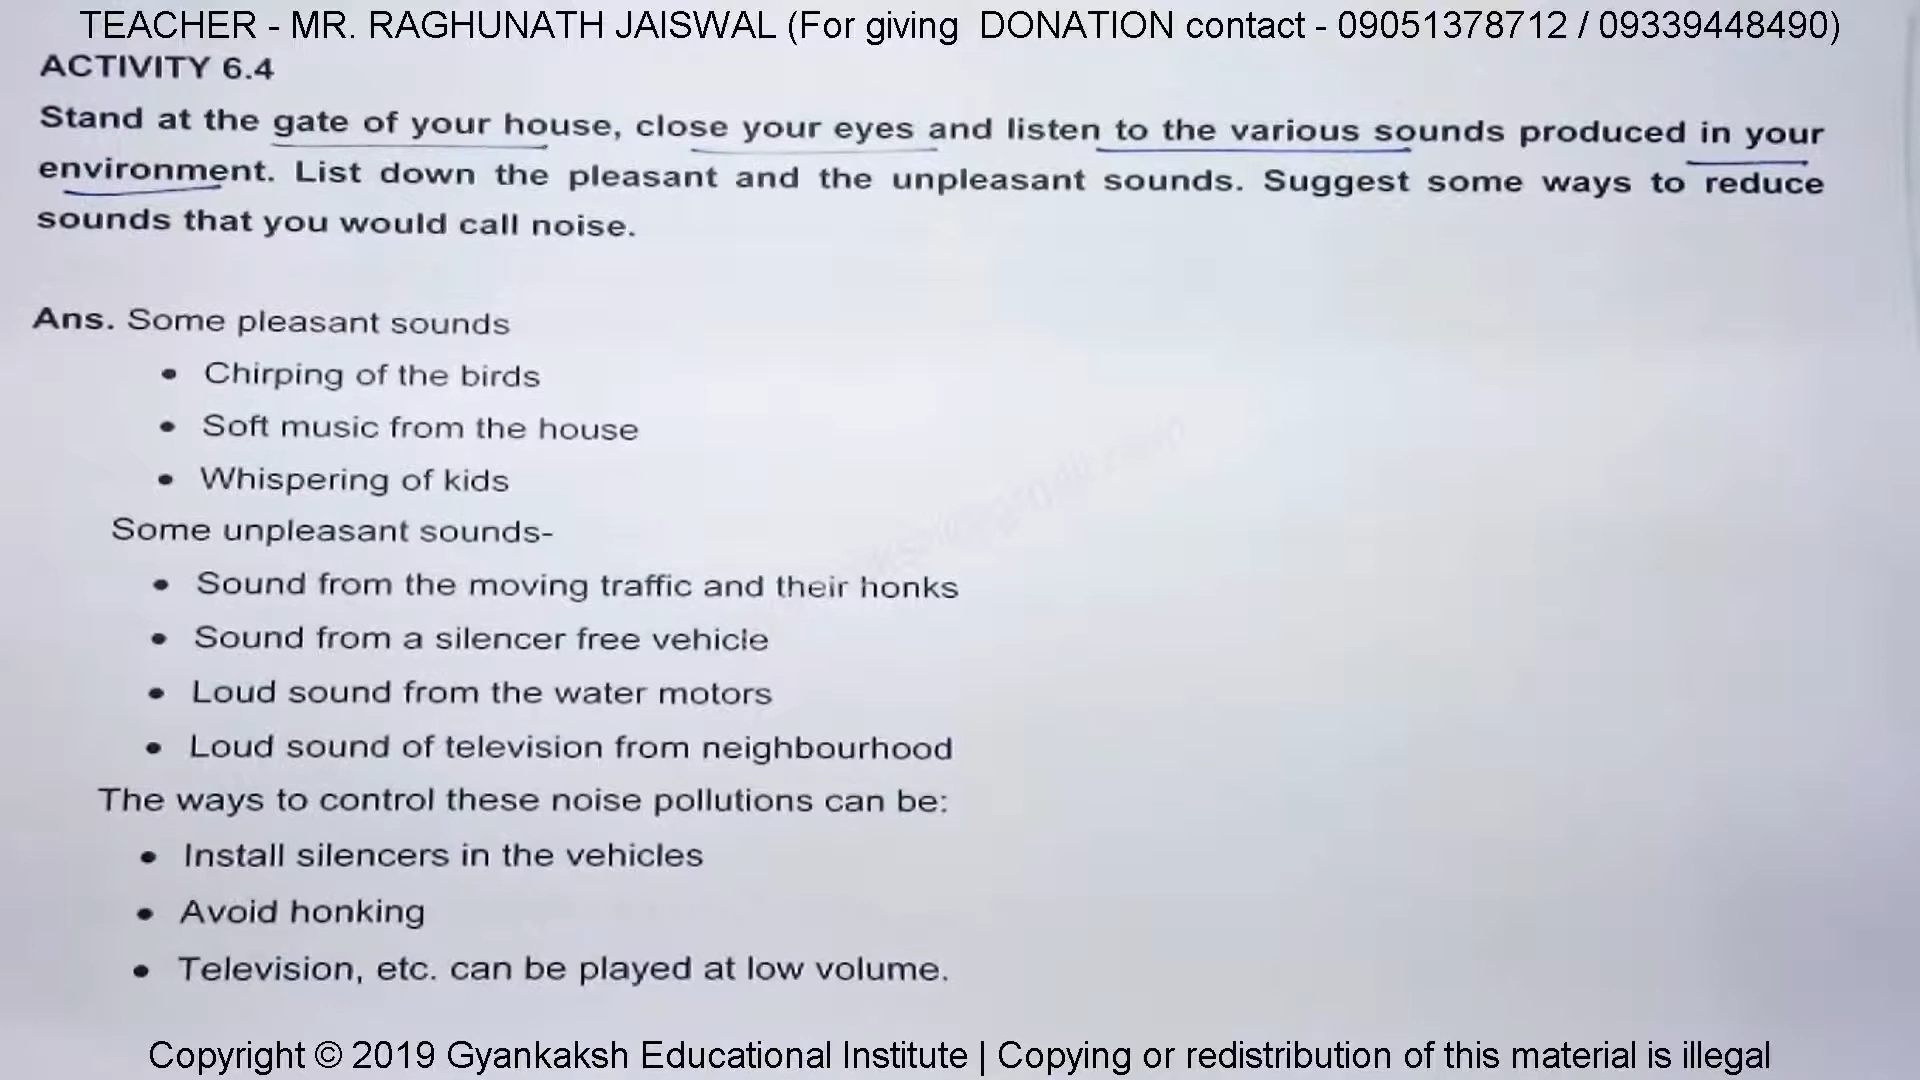 TEACHER - MR. RAGHUNATH JAISWAL (For giving  DONATION contact - 09051378712 / 09339448490)
ACTIVITY 6.4
Stand at the gate of your house, close your eyes and listen to the various sounds produced in your
environment. List down the pleasant and the unpleasant sounds. Suggest some ways to reduce
sounds that you would call noise.
Ans. Some pleasant sounds
• Chirping of the birds
• Soft music from the house
• Whispering of kids
Some unpleasant sounds-
• Sound from the moving traffic and their honks
• Sound from a silencer free vehicle
• Loud sound from the water motors
• Loud sound of television from neighbourhood
The ways to control these noise pollutions can be:
• Install silencers in the vehicles
• Avoid honking
• Television, etc. can be played at low volume.
Copyright © 2019 Gyankaksh Educational Institute | Copying or redistribution of this material is illegal